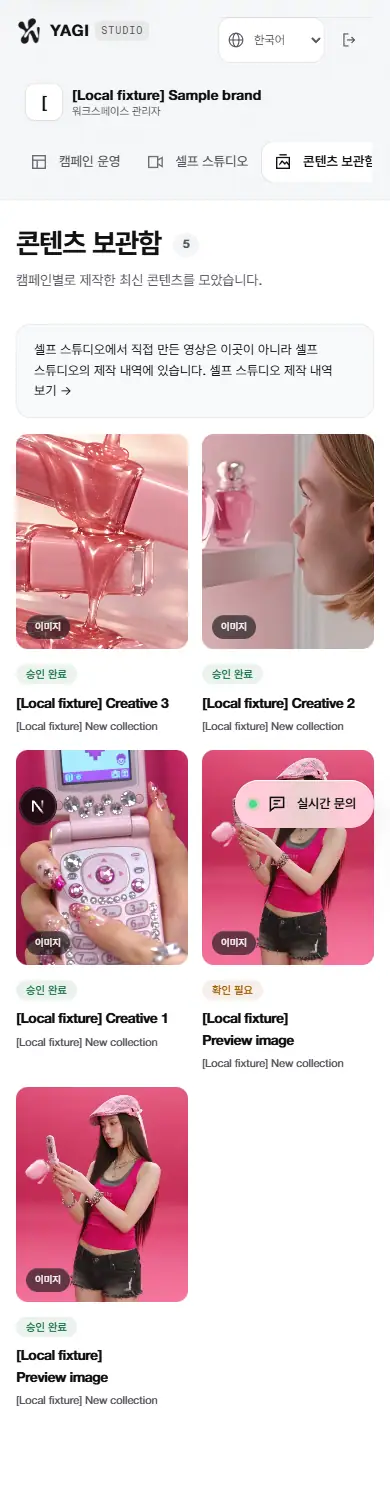 YAGI STUDIO
한국어
[
[Local fixture] Sample brand
워크스페이스 관리자
캠페인 운영
셀프 스튜디오
콘텐츠 보관함
콘텐츠 보관함 5
캠페인별로 제작한 최신 콘텐츠를 모았습니다.
셀프 스튜디오에서 직접 만든 영상은 이곳이 아니라 셀프
스튜디오의 제작 내역에 있습니다. 셀프 스튜디오 제작 내역
보기 →
이미지
이미지
승인 완료
[Local fixture] Creative 3
[Local fixture] New collection
승인 완료
[Local fixture] Creative 2
[Local fixture] New collection
N
실시간 문의
이미지
이미지
승인 완료
[Local fixture] Creative 1
[Local fixture] New collection
확인 필요
[Local fixture]
Preview image
[Local fixture] New collection
이미지
승인 완료
[Local fixture]
Preview image
[Local fixture] New collection